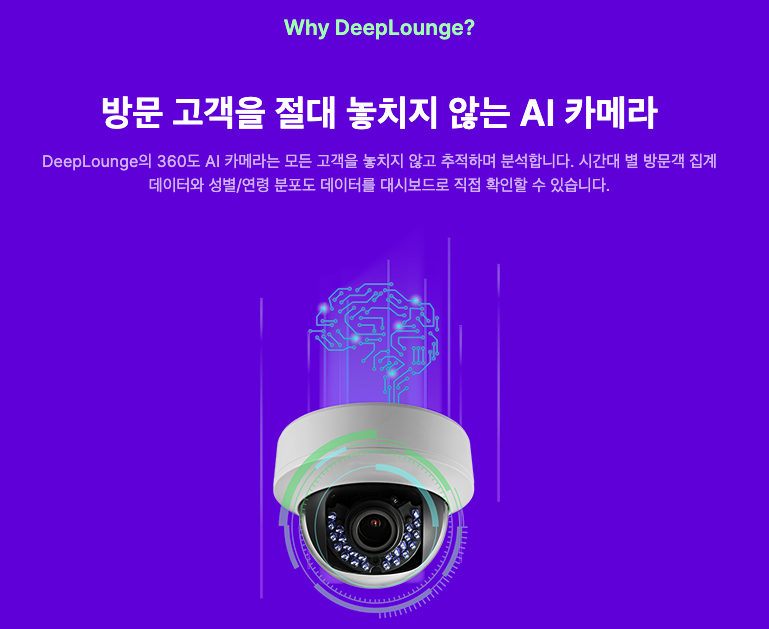 Why DeepLounge?
방문 고객을 절대 놓치지 않는 AI 카메라
DeepLounge의 360도 AI 카메라는 모든 고객을 놓치지 않고 추적하며 분석합니다. 시간대 별 방문객 집계
데이터와 성별/연령 분포도 데이터를 대시보드로 직접 확인할 수 있습니다.